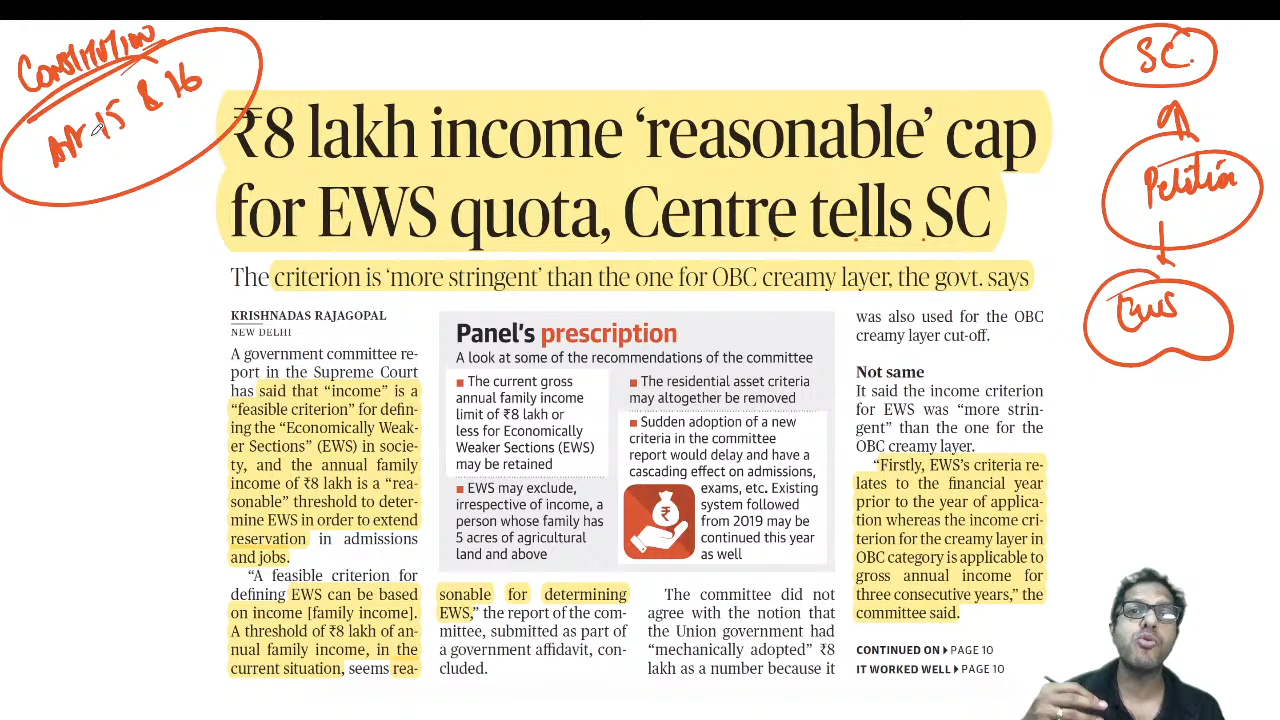 CONSTITUTION
Art 15 & 16
SC
Petition
EWS
₹8 lakh income ‘reasonable’ cap
for EWS quota, Centre tells SC
The criterion is ‘more stringent’ than the one for OBC creamy layer, the govt. says
KRISHNADAS RAJAGOPAL
NEW DELHI
A government committee re-
port in the Supreme Court
has said that “income” is a
“feasible criterion” for defin-
ing the “Economically Weak-
er Sections” (EWS) in socie-
ty, and the annual family
income of ₹8 lakh is a “rea-
sonable” threshold to deter-
mine EWS in order to extend
reservation in admissions
and jobs.
“A feasible criterion for
defining EWS can be based
on income [family income].
A threshold of ₹8 lakh of an-
nual family income, in the
current situation, seems rea-
Panel’s prescription
A look at some of the recommendations of the committee
The current gross
annual family income
limit of ₹8 lakh or
less for Economically
Weaker Sections (EWS)
may be retained
EWS may exclude,
irrespective of income, a
person whose family has
5 acres of agricultural
land and above
The residential asset criteria
may altogether be removed
Sudden adoption of a new
criteria in the committee
report would delay and have a
cascading effect on admissions,
exams, etc. Existing
system followed
from 2019 may be
continued this year
as well
sonable for determining
EWS,” the report of the com-
mittee, submitted as part of
a government affidavit, con-
cluded.
The committee did not
agree with the notion that
the Union government had
“mechanically adopted” ₹8
lakh as a number because it
was also used for the OBC
creamy layer cut-off.
Not same
It said the income criterion
for EWS was “more strin-
gent” than the one for the
OBC creamy layer.
“Firstly, EWS’s criteria re-
lates to the financial year
prior to the year of applica-
tion whereas the income cri-
terion for the creamy layer in
OBC category is applicable to
gross annual income for
three consecutive years,” the
committee said.
CONTINUED ON PAGE 10
IT WORKED WELL PAGE 10